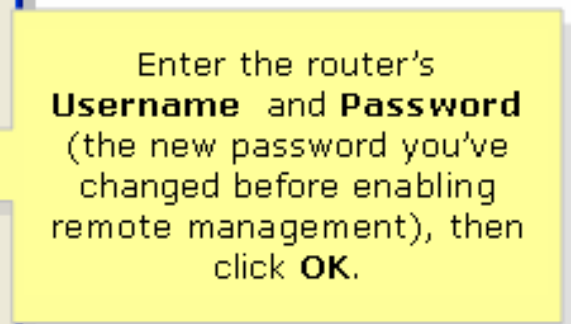 Enter the router's
Username and Password
(the new password you've
changed before enabling
remote management), then
click OK.